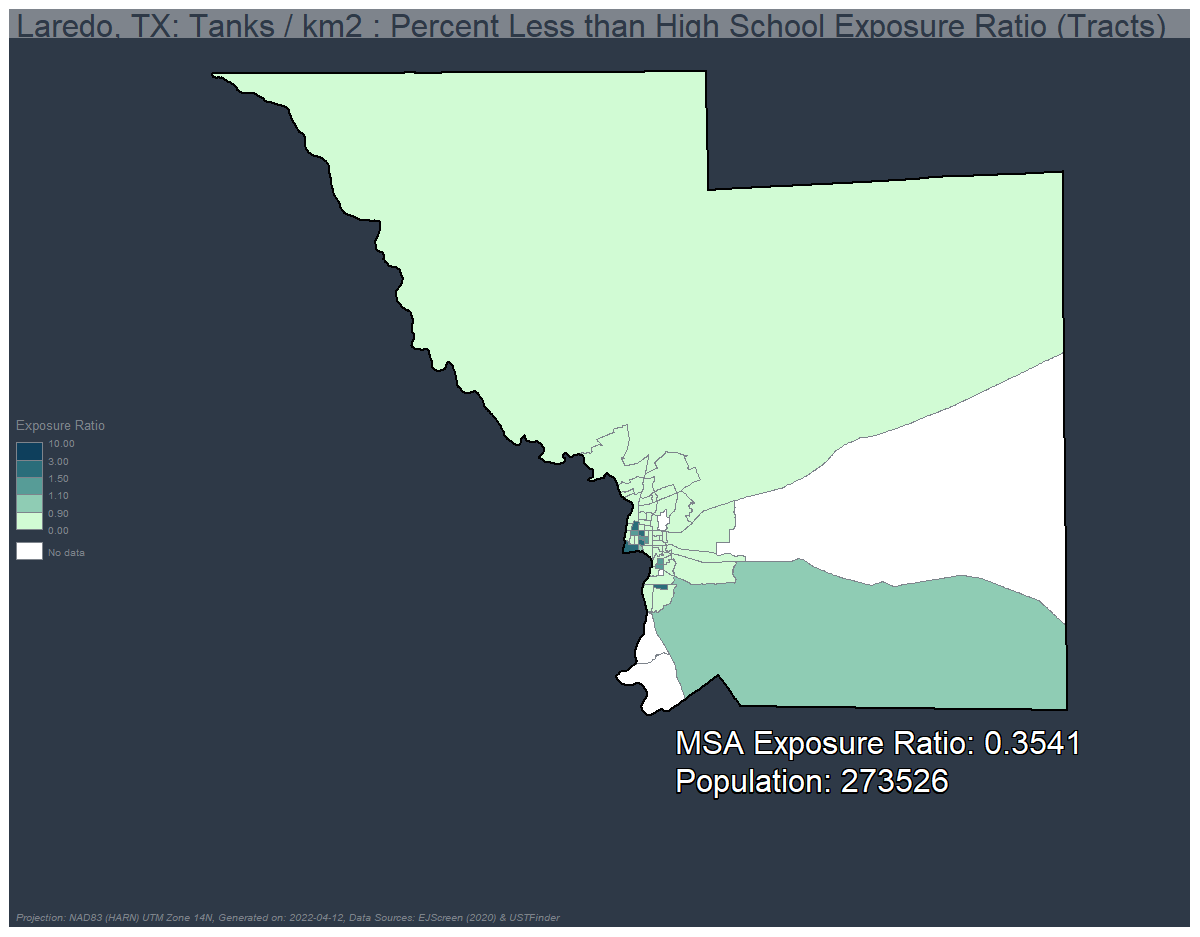 Laredo, TX: Tanks / km2 : Percent Less than High School Exposure Ratio (Tracts)
Exposure Ratio
10.00
3.00
1.50
1.10
0.90
0.00
No data
MSA Exposure Ratio: 0.3541
Population: 273526
Projection: NAD83 (HARN) UTM Zone 14N, Generated on: 2022-04-12, Data Sources: EJScreen (2020) & USTFinder